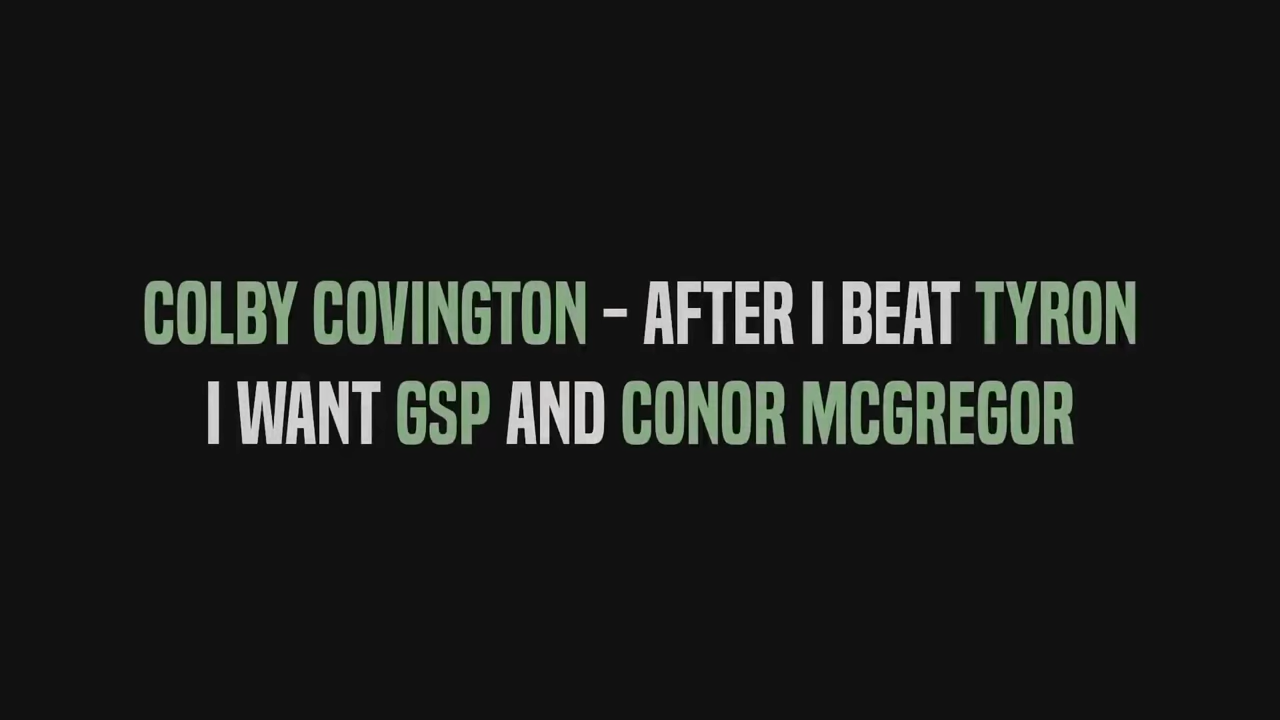 COLBY COVINGTON - AFTER I BEAT TYRON
I WANT GSP AND CONOR MCGREGOR